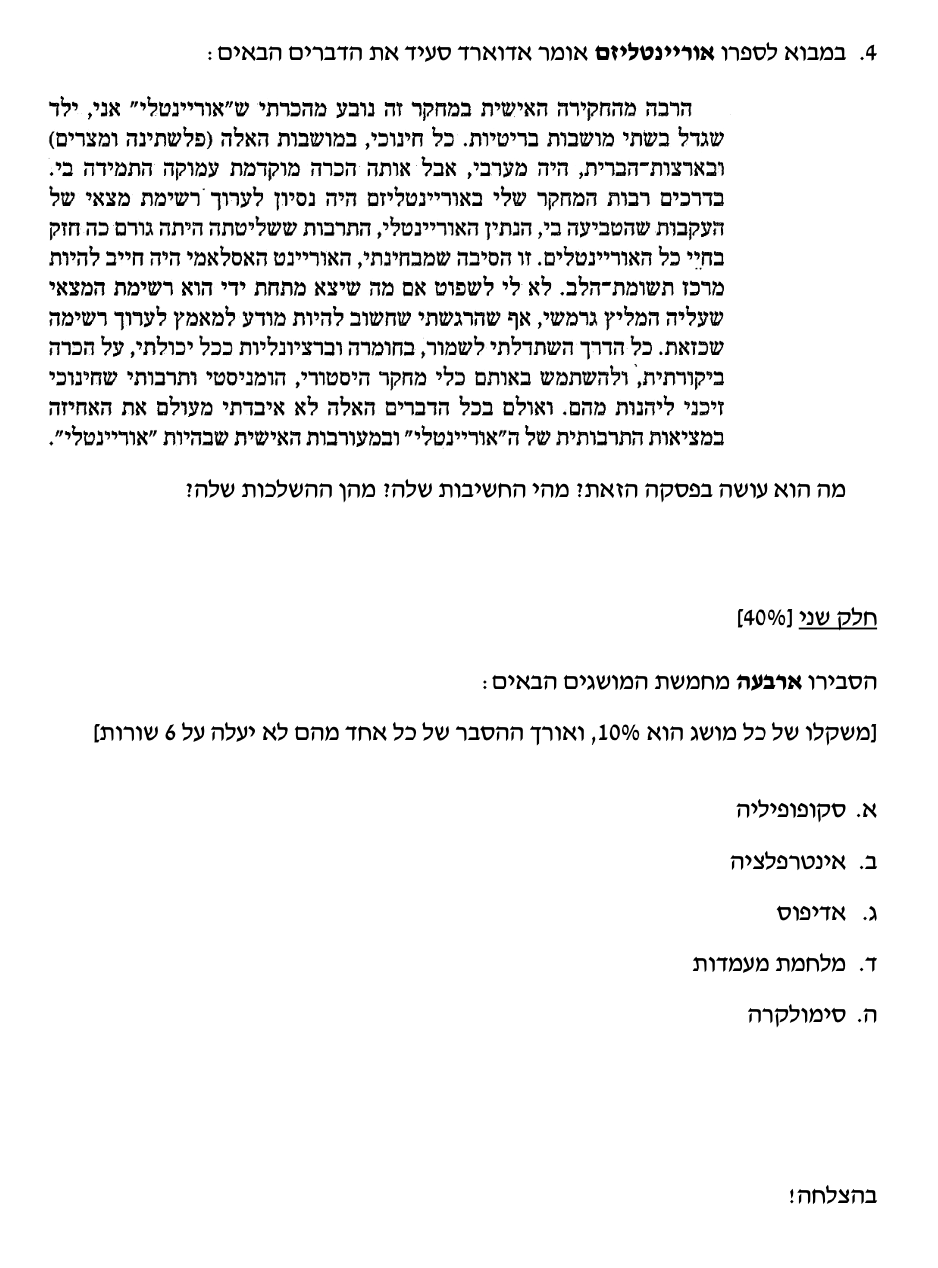 4. במבוא לספרו אוריינטליזם אומר אדוארד סעיד את הדברים הבאים:
הרבה מהחקירה האישית במחקר זה נובע מהכרתי ש"אוריינטלי" אני, ילד
שגדל בשתי מושבות בריטיות. כל חינוכי, במושבות האלה (פלשתינה ומצרים)
ובארצות־הברית, היה מערבי, אבל אותה הכרה מוקדמת עמוקה התמידה בי.
בדרכים רבות המחקר שלי באוריינטליזם היה נסיון לערוך רשימת מצאי של
העקבות שהטביעה בי, הנתין האוריינטלי, התרבות ששליטתה היתה גורם כה חזק
בחיי כל האוריינטלים. זו הסיבה שמבחינתי, האוריינט האסלאמי היה חייב להיות
מרכז תשומת־הלב. לא לי לשפוט אם מה שיצא מתחת ידי הוא רשימת המצאי
שעליה המליץ גרמשי, אף שהרגשתי שחשוב להיות מודע למאמץ לערוך רשימה
שכזאת. כל הדרך השתדלתי לשמור, בחומרה וברציונליות ככל יכולתי, על הכרה
ביקורתית, ולהשתמש באותם כלי מחקר היסטורי, הומניסטי ותרבותי שחינוכי
זיכני ליהנות מהם. ואולם בכל הדברים האלה לא איבדתי מעולם את האחיזה
במציאות התרבותית של ה"אוריינטלי" ובמעורבות האישית שבהיות "אוריינטלי".
מה הוא עושה בפסקה הזאת? מהי החשיבות שלה? מהן ההשלכות שלה?
חלק שני [40%]
הסבירו ארבעה מחמשת המושגים הבאים:
[משקלו של כל מושג הוא 10%, ואורך ההסבר של כל אחד מהם לא יעלה על 6 שורות]
א. סקופופיליה
ב. אינטרפלציה
ג. אדיפוס
ד. מלחמת מעמדות
ה. סימולקרה
בהצלחה!